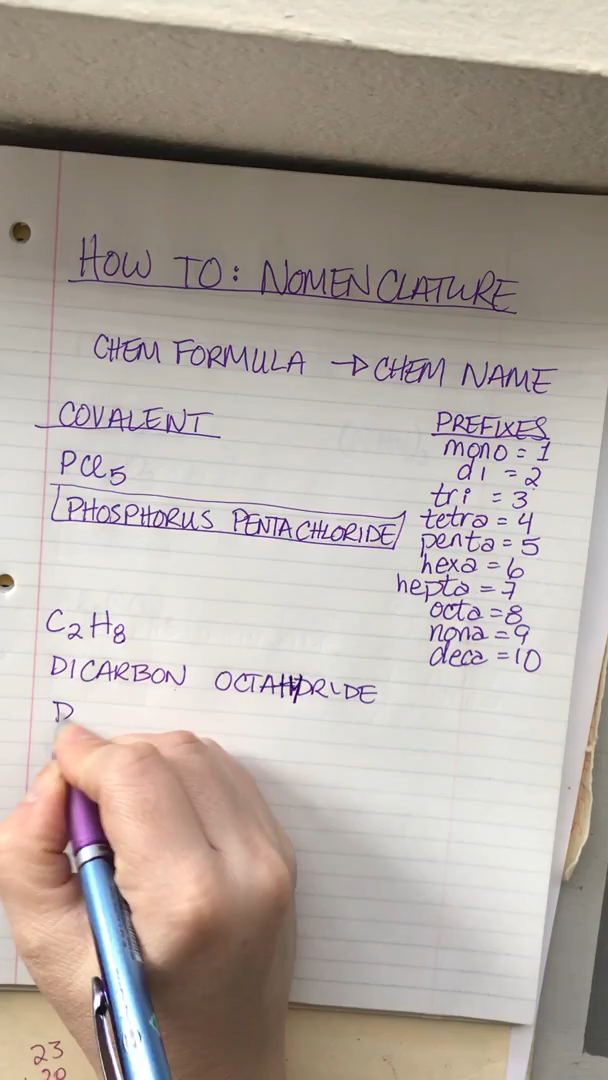 HOW TO: NOMENCLATURE
CHEM FORMULA → CHEM NAME
COVALENT
PCl5
PHOSPHORUS PENTACHLORIDE
C2H8
DICARBON OCTAHYDRIDE
D
PREFIXES
mono = 1
di = 2
tri = 3
tetra = 4
penta = 5
hexa = 6
hepta = 7
octa = 8
nona = 9
deca = 10
23
20